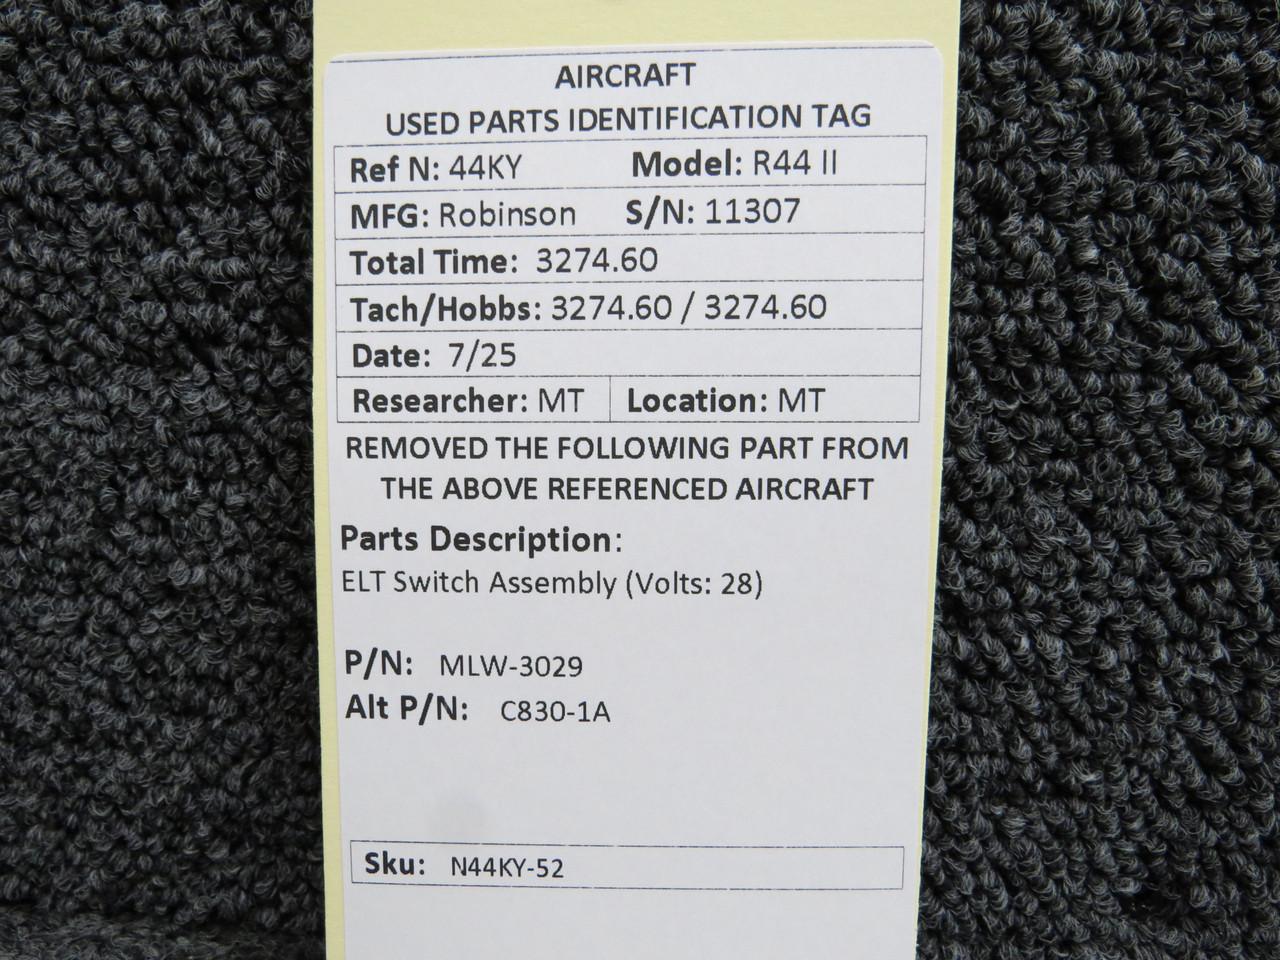 AIRCRAFT
USED PARTS IDENTIFICATION TAG
Ref N: 44KY Model: R44 II
MFG: Robinson S/N: 11307
Total Time: 3274.60
Tach/Hobbs: 3274.60 / 3274.60
Date: 7/25
Researcher: MT Location: MT
REMOVED THE FOLLOWING PART FROM
THE ABOVE REFERENCED AIRCRAFT
Parts Description:
ELT Switch Assembly (Volts: 28)
P/N: MLW-3029
Alt P/N: C830-1A
Sku: N44KY-52